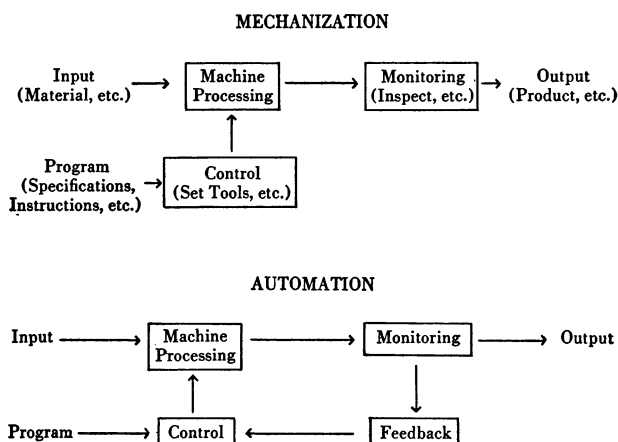 MECHANIZATION
Input
(Material, etc.)
Machine
Processing
Monitoring
(Inspect, etc.)
Output
(Product, etc.)
Program
(Specifications,
Instructions, etc.)
Control
(Set Tools, etc.)
AUTOMATION
Input
Machine
Processing
Monitoring
Output
Program
Control
Feedback